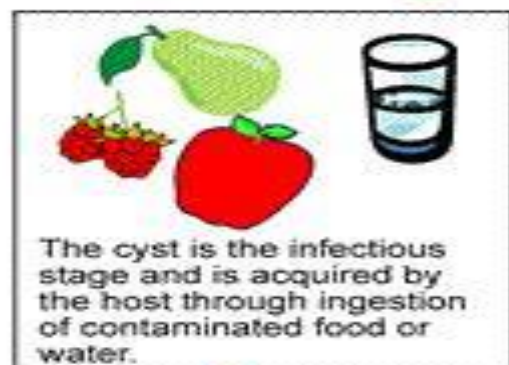 The cyst is the infectious
stage and is acquired by
the host through ingestion
of contaminated food or
water.